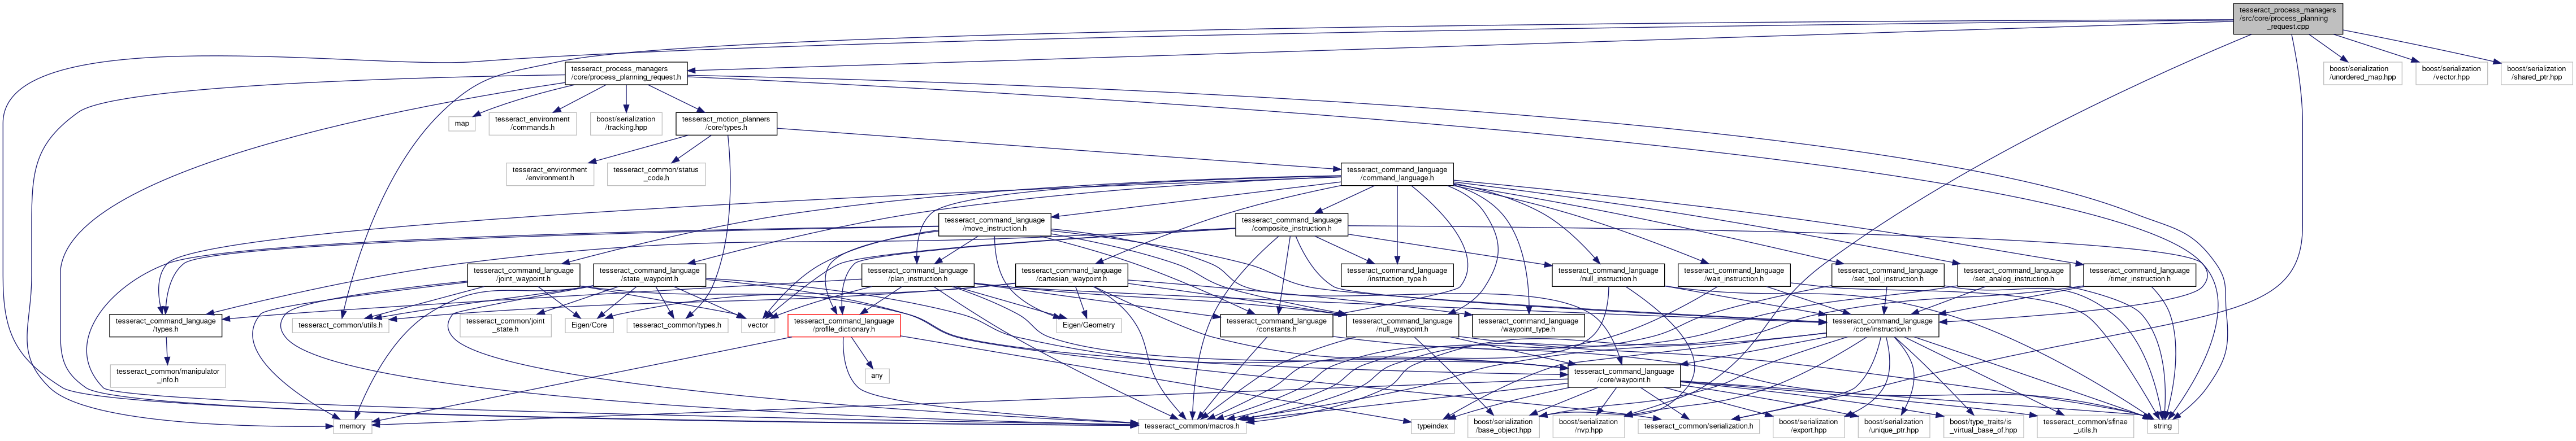 tesseract_process_managers
/src/core/process_planning
_request.cpp
tesseract_process_managers
/core/process_planning_request.h
boost/serialization
/unordered_map.hpp
boost/serialization
/vector.hpp
boost/serialization
/shared_ptr.hpp
map
tesseract_environment
/commands.h
boost/serialization
/tracking.hpp
tesseract_motion_planners
/core/types.h
tesseract_environment
/environment.h
tesseract_common/status
_code.h
tesseract_command_language
/command_language.h
tesseract_command_language
/move_instruction.h
tesseract_command_language
/composite_instruction.h
tesseract_command_language
/joint_waypoint.h
tesseract_command_language
/state_waypoint.h
tesseract_command_language
/plan_instruction.h
tesseract_command_language
/cartesian_waypoint.h
tesseract_command_language
/instruction_type.h
tesseract_command_language
/null_instruction.h
tesseract_command_language
/wait_instruction.h
tesseract_command_language
/set_tool_instruction.h
tesseract_command_language
/set_analog_instruction.h
tesseract_command_language
/timer_instruction.h
tesseract_command_language
/types.h
tesseract_common/utils.h
tesseract_common/joint
_state.h
Eigen/Core
tesseract_common/types.h
vector
tesseract_command_language
/profile_dictionary.h
Eigen/Geometry
tesseract_command_language
/constants.h
tesseract_command_language
/null_waypoint.h
tesseract_command_language
/waypoint_type.h
tesseract_command_language
/core/instruction.h
tesseract_common/manipulator
_info.h
any
tesseract_command_language
/core/waypoint.h
memory
tesseract_common/macros.h
typeindex
boost/serialization
/base_object.hpp
boost/serialization
/nvp.hpp
tesseract_common/serialization.h
boost/serialization
/export.hpp
boost/serialization
/unique_ptr.hpp
boost/type_traits/is
_virtual_base_of.hpp
tesseract_common/sfinae
_utils.h
string